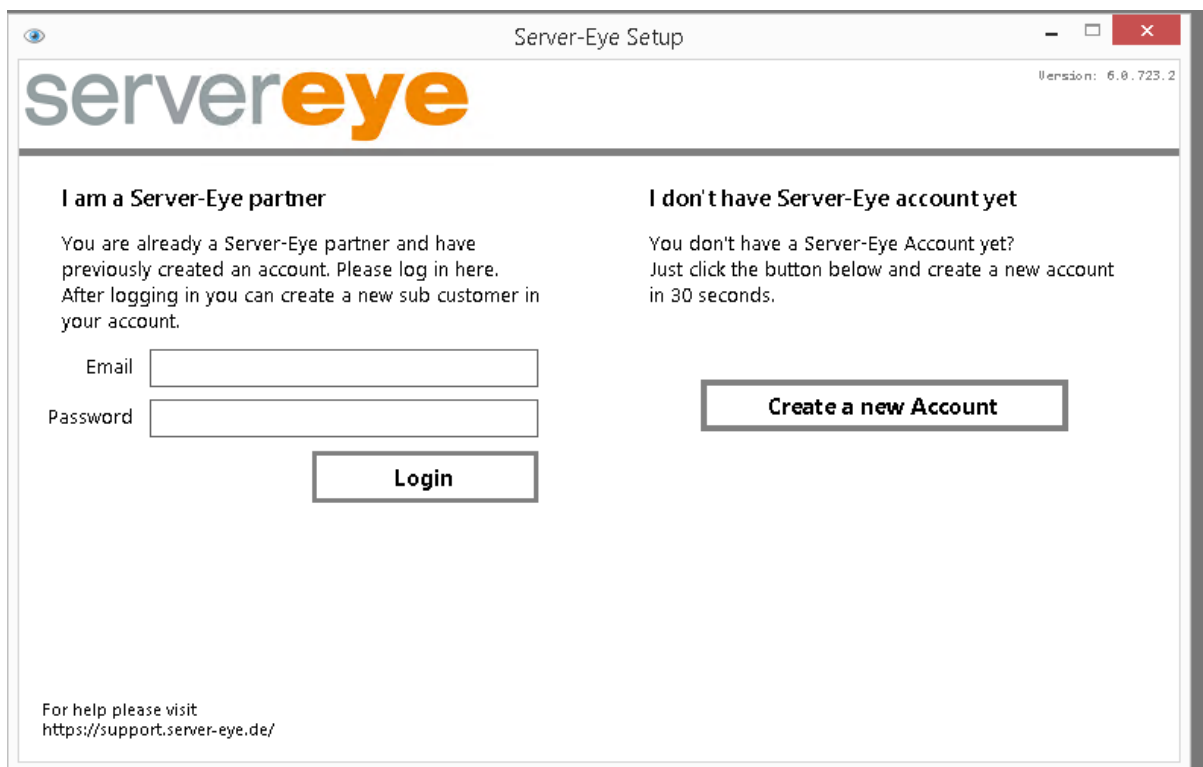 Server-Eye Setup
servereye
Version: 6.0.723.2
I am a Server-Eye partner
You are already a Server-Eye partner and have
previously created an account. Please log in here.
After logging in you can create a new sub customer in
your account.
Email
Password
Login
I don't have Server-Eye account yet
You don't have a Server-Eye Account yet?
Just click the button below and create a new account
in 30 seconds.
Create a new Account
For help please visit
https://support.server-eye.de/